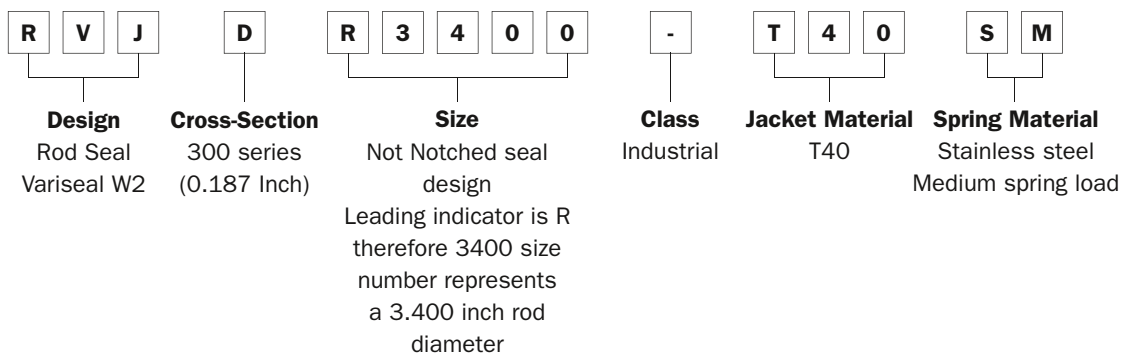 R V J D R 3 4 0 0 - T 4 0 S M
Design Cross-Section Size Class Jacket Material Spring Material
Rod Seal 300 series Not Notched seal Industrial T40 Stainless steel
Variseal W2 (0.187 Inch) design Medium spring load
Leading indicator is R
therefore 3400 size
number represents
a 3.400 inch rod
diameter